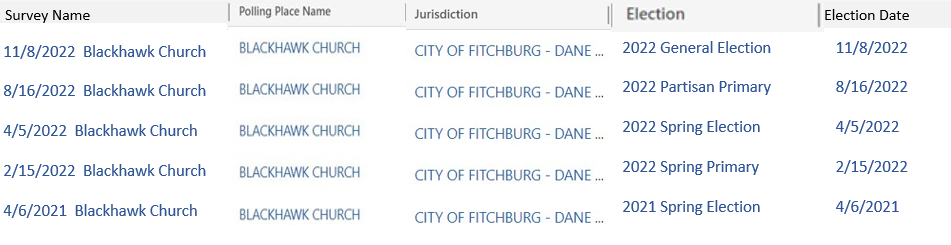 Survey Name Polling Place Name Jurisdiction Election Election Date
11/8/2022 Blackhawk Church BLACKHAWK CHURCH CITY OF FITCHBURG - DANE ... 2022 General Election 11/8/2022
8/16/2022 Blackhawk Church BLACKHAWK CHURCH CITY OF FITCHBURG - DANE ... 2022 Partisan Primary 8/16/2022
4/5/2022 Blackhawk Church BLACKHAWK CHURCH CITY OF FITCHBURG - DANE ... 2022 Spring Election 4/5/2022
2/15/2022 Blackhawk Church BLACKHAWK CHURCH CITY OF FITCHBURG - DANE ... 2022 Spring Primary 2/15/2022
4/6/2021 Blackhawk Church BLACKHAWK CHURCH CITY OF FITCHBURG - DANE ... 2021 Spring Election 4/6/2021